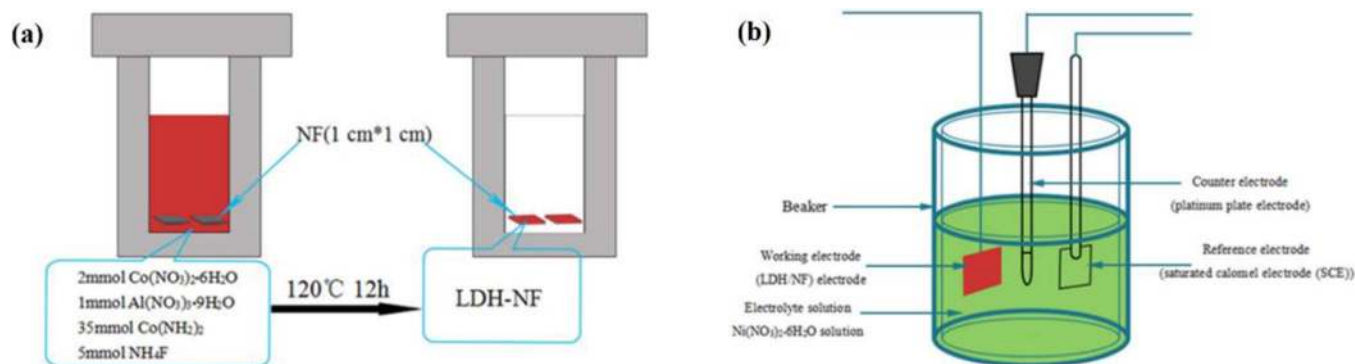 (a)
NF(1 cm*1 cm)
2mmol Co(NO₃)₂-6H₂O
1mmol Al(NO₃)₃-9H₂O
35mmol Co(NH₂)₂
5mmol NH₄F
120℃ 12h
LDH-NF
(b)
Beaker
Counter electrode
(platinum plate electrode)
Working electrode
(LDH/NF) electrode
Reference electrode
(saturated calomel electrode (SCE))
Electrolyte solution
Ni(NO₃)₂-6H₂O solution